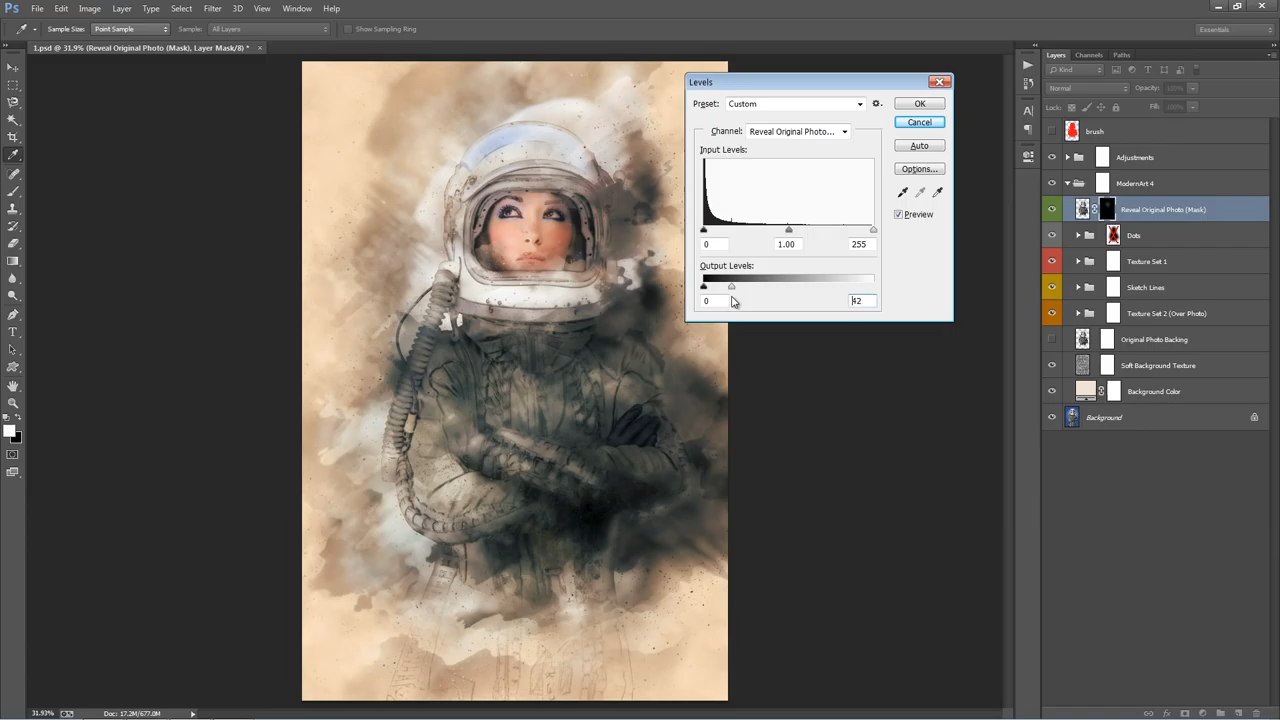 Ps File Edit Image Layer Type Select Filter 3D View Window Help
Sample Size: Point Sample Sample: All Layers Show Sampling Ring Essentials
1.psd @ 31.9% (Reveal Original Photo (Mask), Layer Mask/8) * ×
Levels
Preset: Custom OK
Cancel
Channel: Reveal Original Photo...
Auto
Input Levels:
Options...
Preview
0 1.00 255
Output Levels:
0 42
Layers Channels Paths
Kind
Normal Opacity: 100%
Lock: Fill: 100%
brush
Adjustments
ModernArt 4
Reveal Original Photo (Mask)
Dots
Texture Set 1
Sketch Lines
Texture Set 2 (Over Photo)
Original Photo Backing
Soft Background Texture
Background Color
Background
31.93% Doc: 17.2M/677.0M